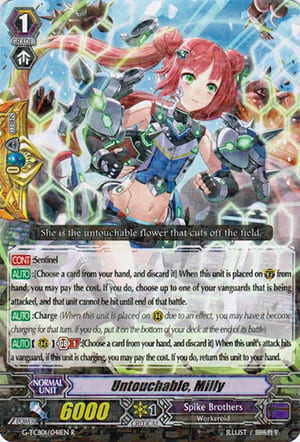 1
GRADE
She is the untouchable flower that cuts off the field.
CONT :Sentinel
AUTO :[Choose a card from your hand, and discard it] When this unit is placed on GC from
hand, you may pay the cost. If you do, choose up to one of your vanguards that is being
attacked, and that unit cannot be hit until end of that battle.
AUTO :Charge (When this unit is placed on RC due to an effect, you may have it become
charging for that turn. If you do, put it on the bottom of your deck at the end of its battle)
AUTO GB 1 :[Choose a card from your hand, and discard it] When this unit's attack hits
a vanguard, if this unit is charging, you may pay the cost. If you do, return this unit to your hand.
NORMAL
UNIT
Untouchable, Milly
POWER
6000
1
CRITICAL
Spike Brothers
Workeroid
G-TCB01/041EN R